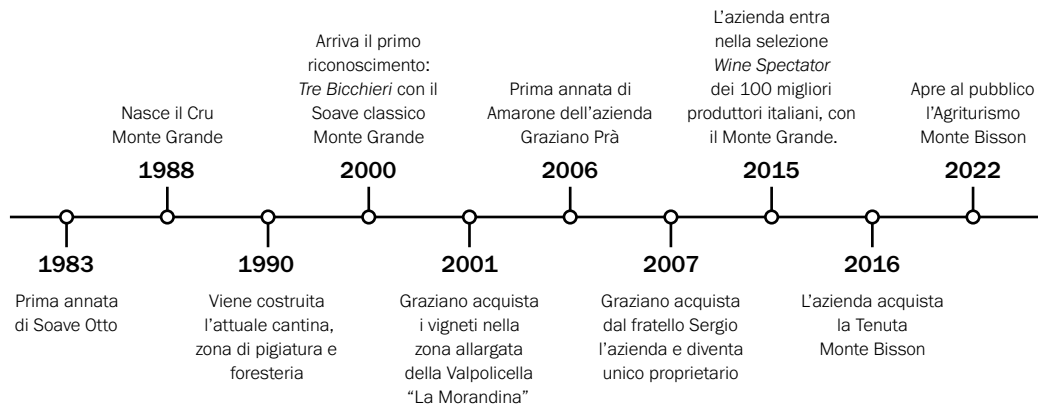 Prima annata
di Soave Otto
1983
Nasce il Cru
Monte Grande
1988
1990
Viene costruita
l'attuale cantina,
zona di pigiatura e
foresteria
Arriva il primo
riconoscimento:
Tre Bicchieri con il
Soave classico
Monte Grande
2000
2001
Graziano acquista
i vigneti nella
zona allargata
della Valpolicella
“La Morandina”
Prima annata di
Amarone dell'azienda
Graziano Prà
2006
2007
Graziano acquista
dal fratello Sergio
l'azienda e diventa
unico proprietario
L'azienda entra
nella selezione
Wine Spectator
dei 100 migliori
produttori italiani, con
il Monte Grande.
2015
2016
L'azienda acquista
la Tenuta
Monte Bisson
Apre al pubblico
l'Agriturismo
Monte Bisson
2022